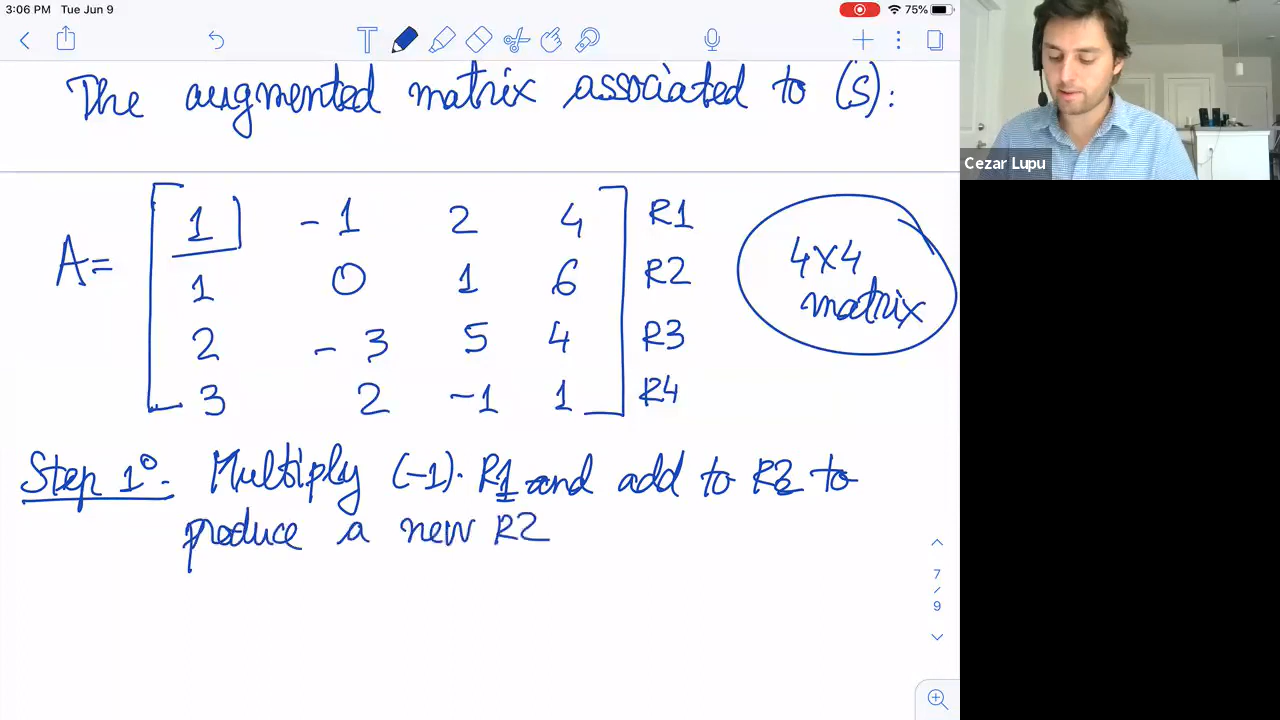 3:06 PM Tue Jun 9
75%
T
The augmented matrix associated to (S):
Cezar Lupu
A= 1 -1 2 4 R1
1 0 1 6 R2
2 -3 5 4 R3
3 2 -1 1 R4
4X4
matrix
Step 1°. Multiply (-1)· R1 and add to R2 to
produce a new R2
7
/
9